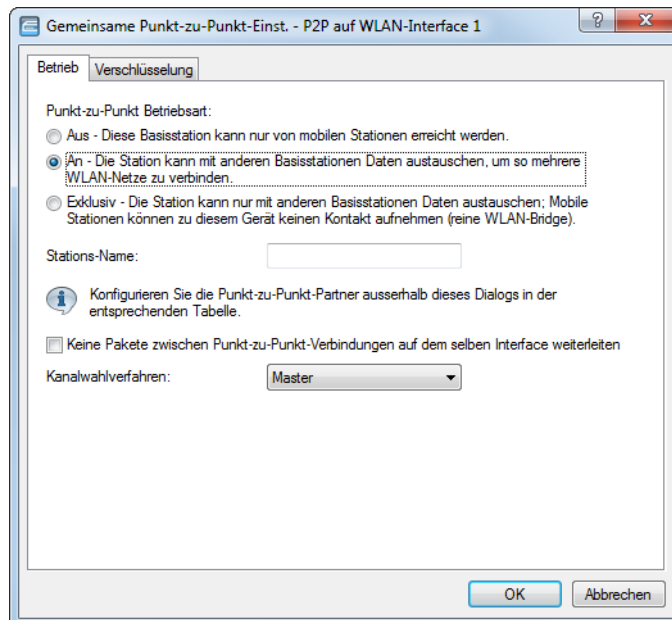 Gemeinsame Punkt-zu-Punkt-Einst. - P2P auf WLAN-Interface 1
?
Betrieb
Verschlüsselung
Punkt-zu-Punkt Betriebsart:
Aus - Diese Basisstation kann nur von mobilen Stationen erreicht werden.
An - Die Station kann mit anderen Basisstationen Daten austauschen, um so mehrere
WLAN-Netze zu verbinden.
Exklusiv - Die Station kann nur mit anderen Basisstationen Daten austauschen; Mobile
Stationen können zu diesem Gerät keinen Kontakt aufnehmen (reine WLAN-Bridge).
Stations-Name:
Konfigurieren Sie die Punkt-zu-Punkt-Partner ausserhalb dieses Dialogs in der
entsprechenden Tabelle.
Keine Pakete zwischen Punkt-zu-Punkt-Verbindungen auf dem selben Interface weiterleiten
Kanalwahlverfahren:
Master
OK
Abbrechen